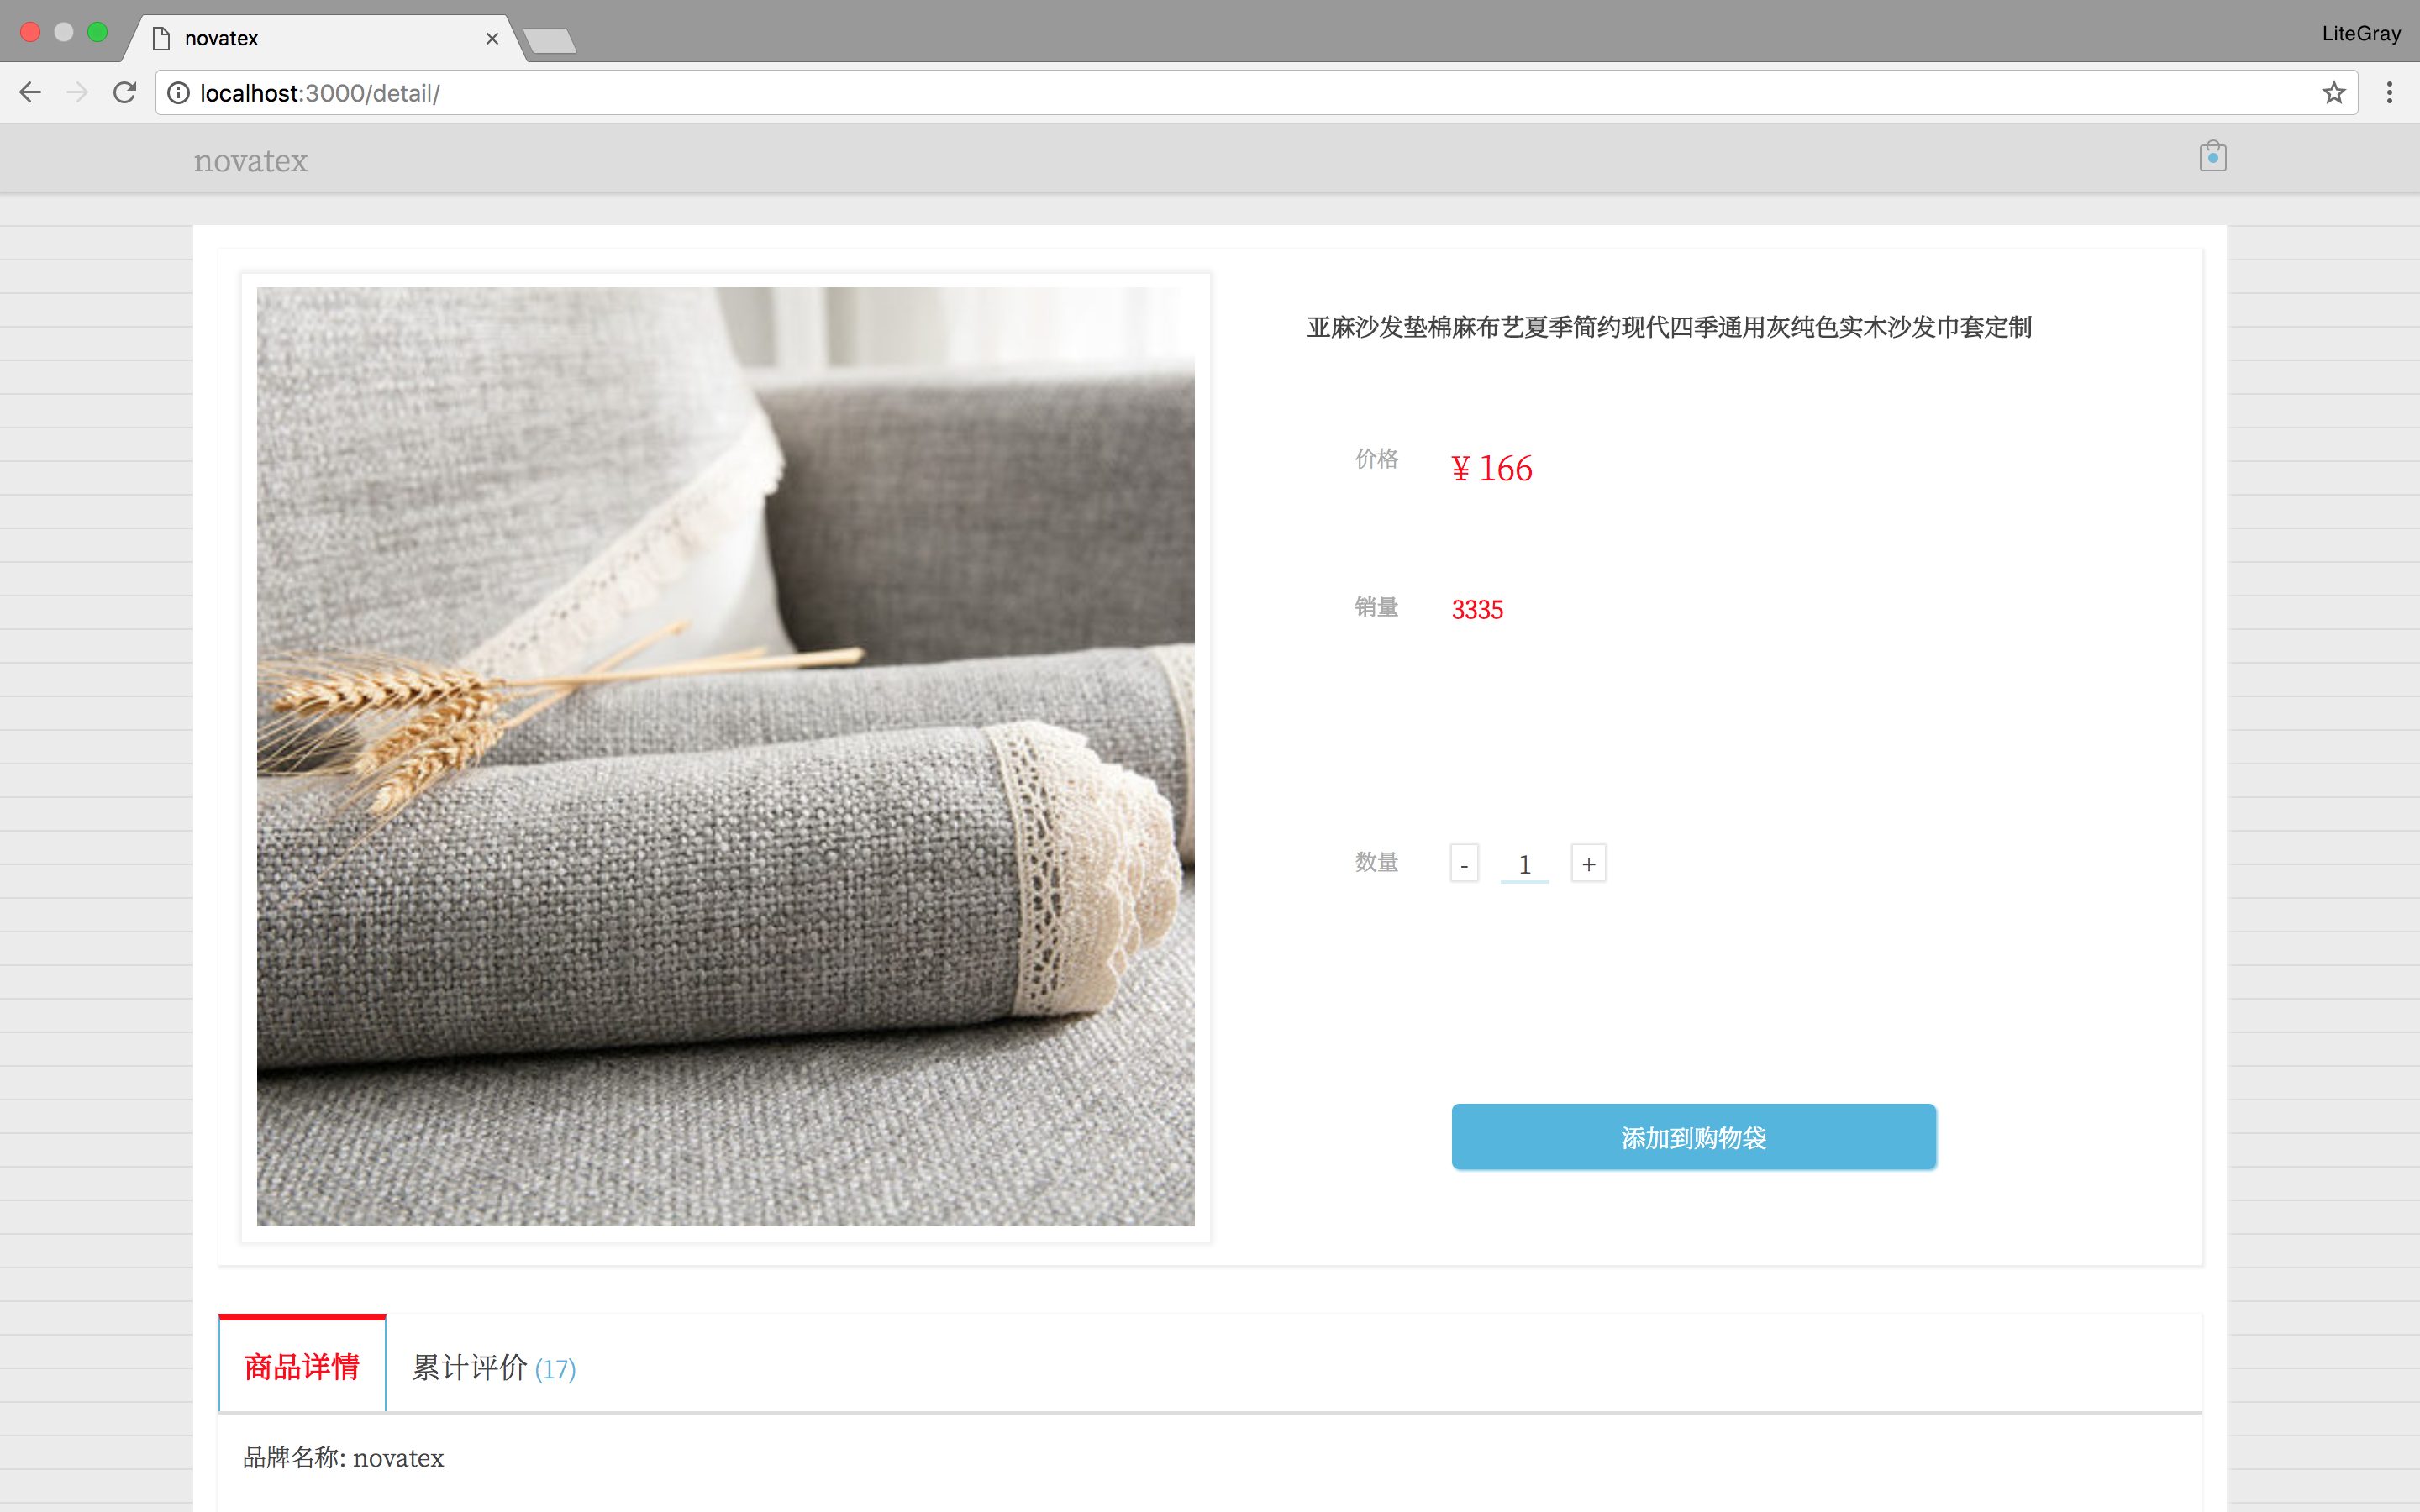 novatex
LiteGray
localhost:3000/detail/
novatex
亚麻沙发垫棉麻布艺夏季简约现代四季通用灰纯色实木沙发巾套定制
价格 ¥ 166
销量 3335
数量 - 1 +
添加到购物袋
商品详情 累计评价 (17)
品牌名称: novatex